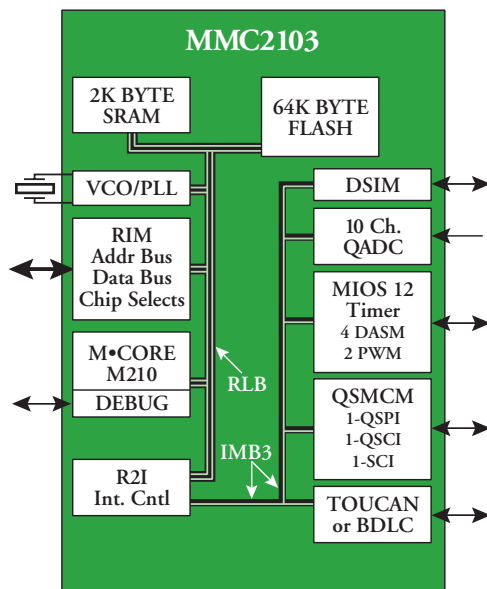 MMC2103
2K BYTE
SRAM
64K BYTE
FLASH
VCO/PLL
DSIM
RIM
Addr Bus
Data Bus
Chip Selects
10 Ch.
QADC
MIOS 12
Timer
4 DASM
2 PWM
M•CORE
M210
DEBUG
RLB
QSMCM
1-QSPI
1-QSCI
1-SCI
IMB3
R2I
Int. Cntl
TOUCAN
or BDLC